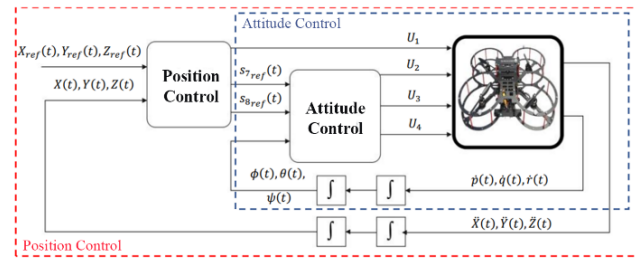 Attitude Control
X_ref(t), Y_ref(t), Z_ref(t)
X(t), Y(t), Z(t)
Position
Control
s_7ref(t)
s_8ref(t)
Attitude
Control
U_1
U_2
U_3
U_4
ϕ(t), θ(t),
ψ(t)
∫
∫
ṗ(t), q̇(t), ṙ(t)
∫
∫
Ẍ(t), Ÿ(t), Z̈(t)
Position Control